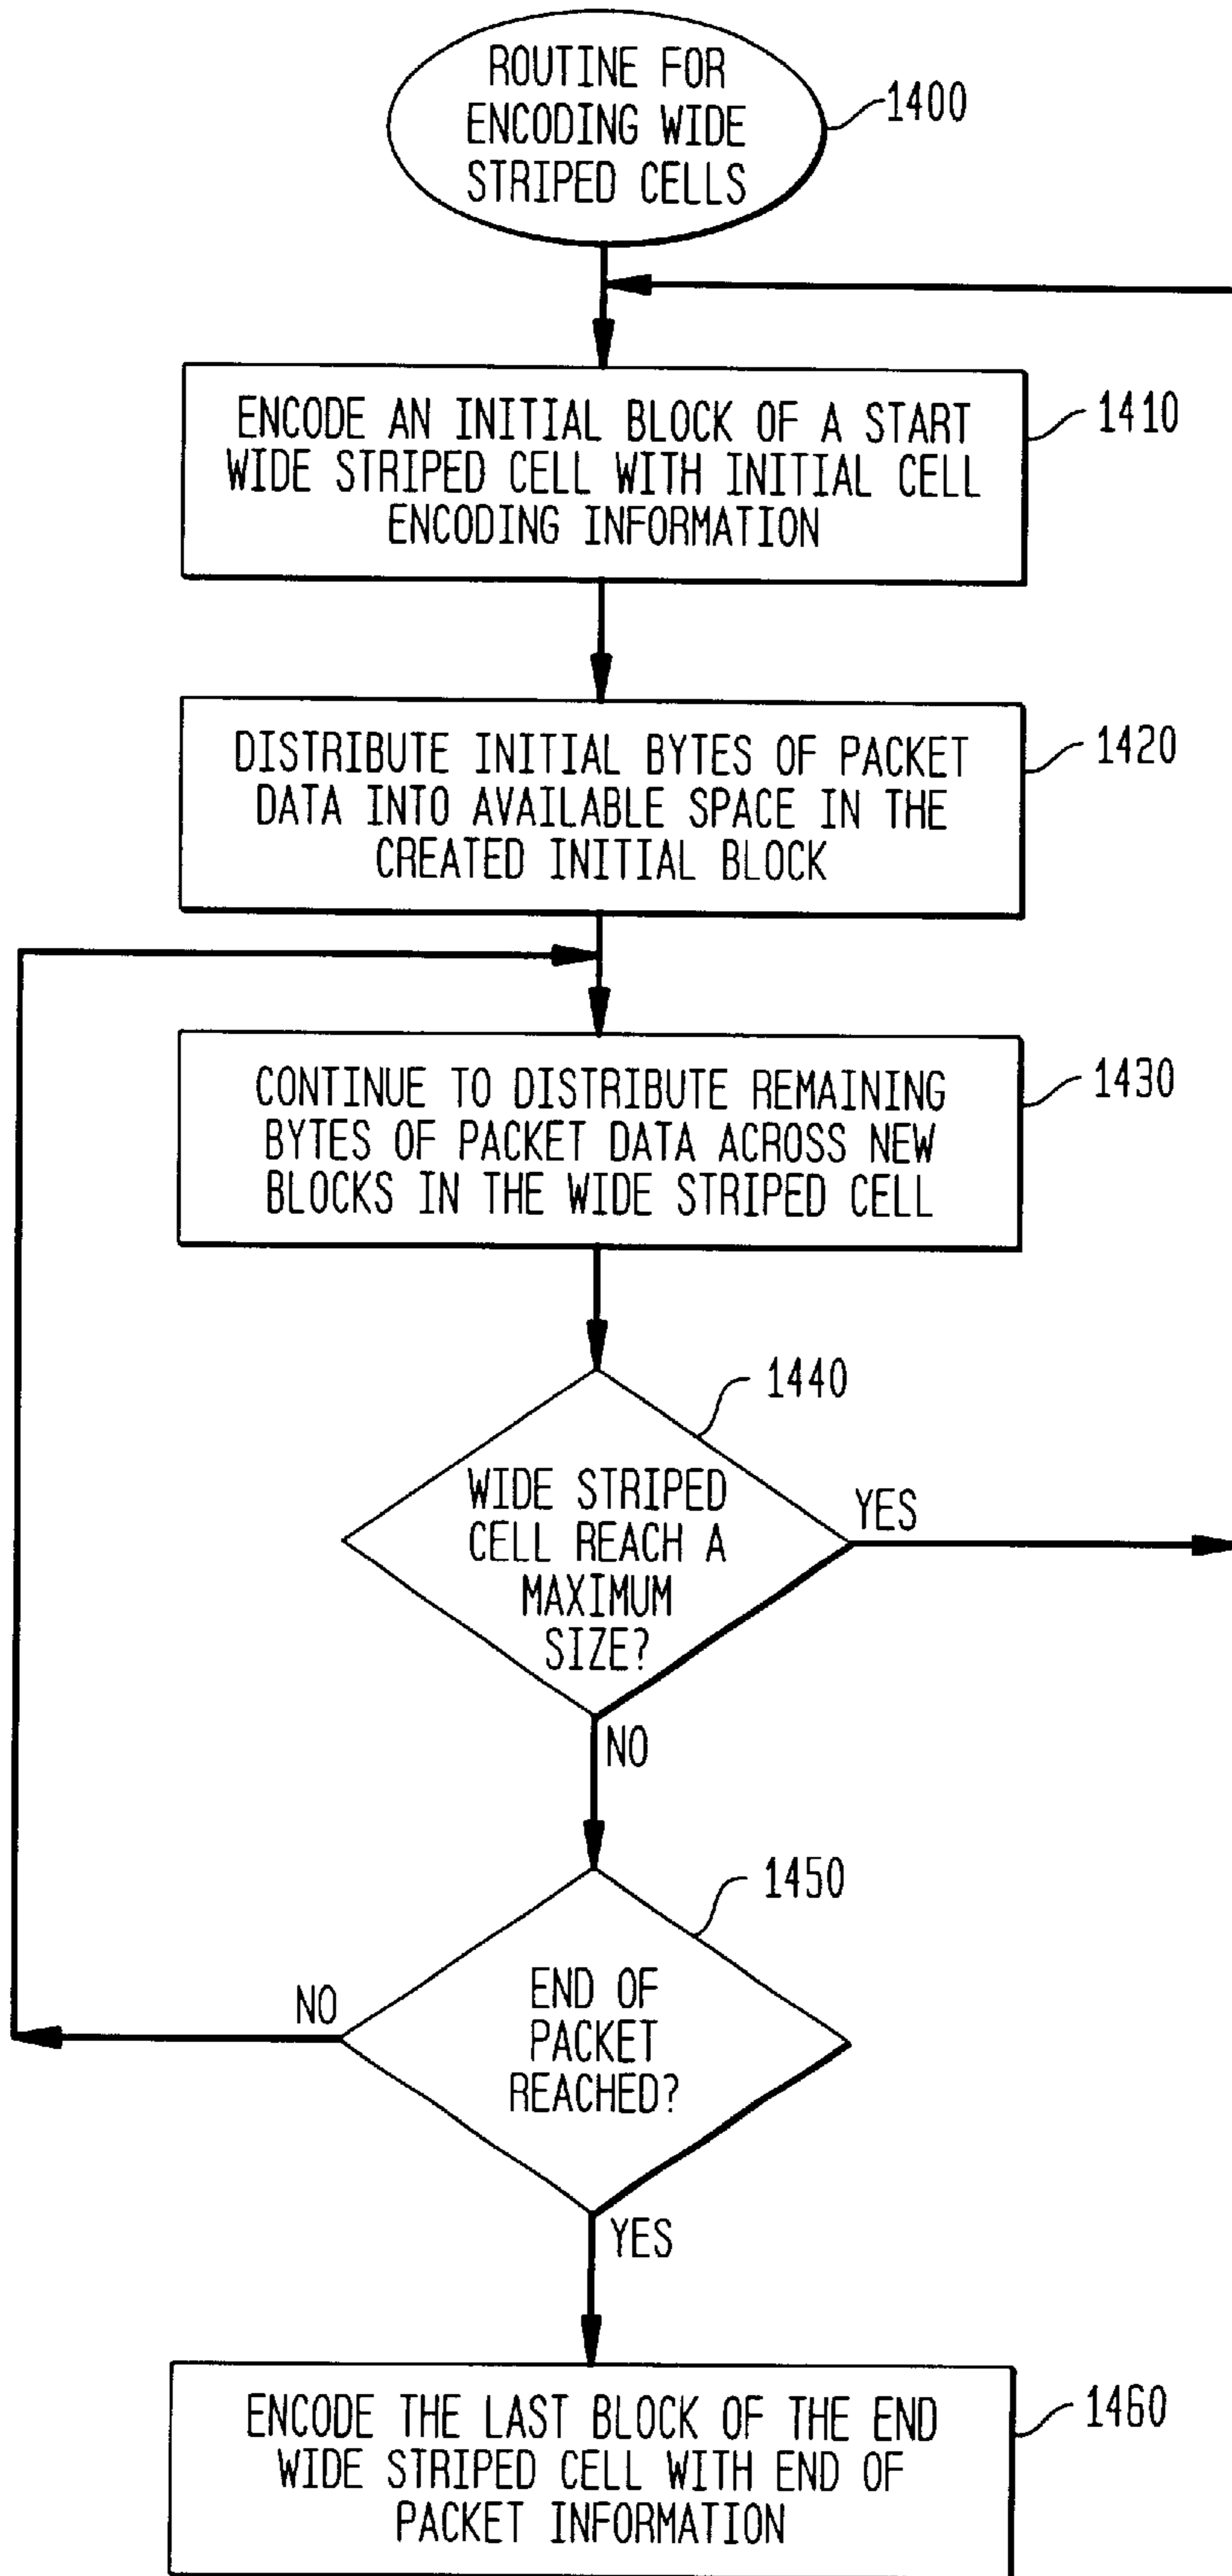 ROUTINE FOR
ENCODING WIDE
STRIPED CELLS
1400
ENCODE AN INITIAL BLOCK OF A START
WIDE STRIPED CELL WITH INITIAL CELL
ENCODING INFORMATION
1410
DISTRIBUTE INITIAL BYTES OF PACKET
DATA INTO AVAILABLE SPACE IN THE
CREATED INITIAL BLOCK
1420
CONTINUE TO DISTRIBUTE REMAINING
BYTES OF PACKET DATA ACROSS NEW
BLOCKS IN THE WIDE STRIPED CELL
1430
1440
WIDE STRIPED
CELL REACH A
MAXIMUM
SIZE?
YES
NO
1450
END OF
PACKET
REACHED?
NO
YES
ENCODE THE LAST BLOCK OF THE END
WIDE STRIPED CELL WITH END OF
PACKET INFORMATION
1460